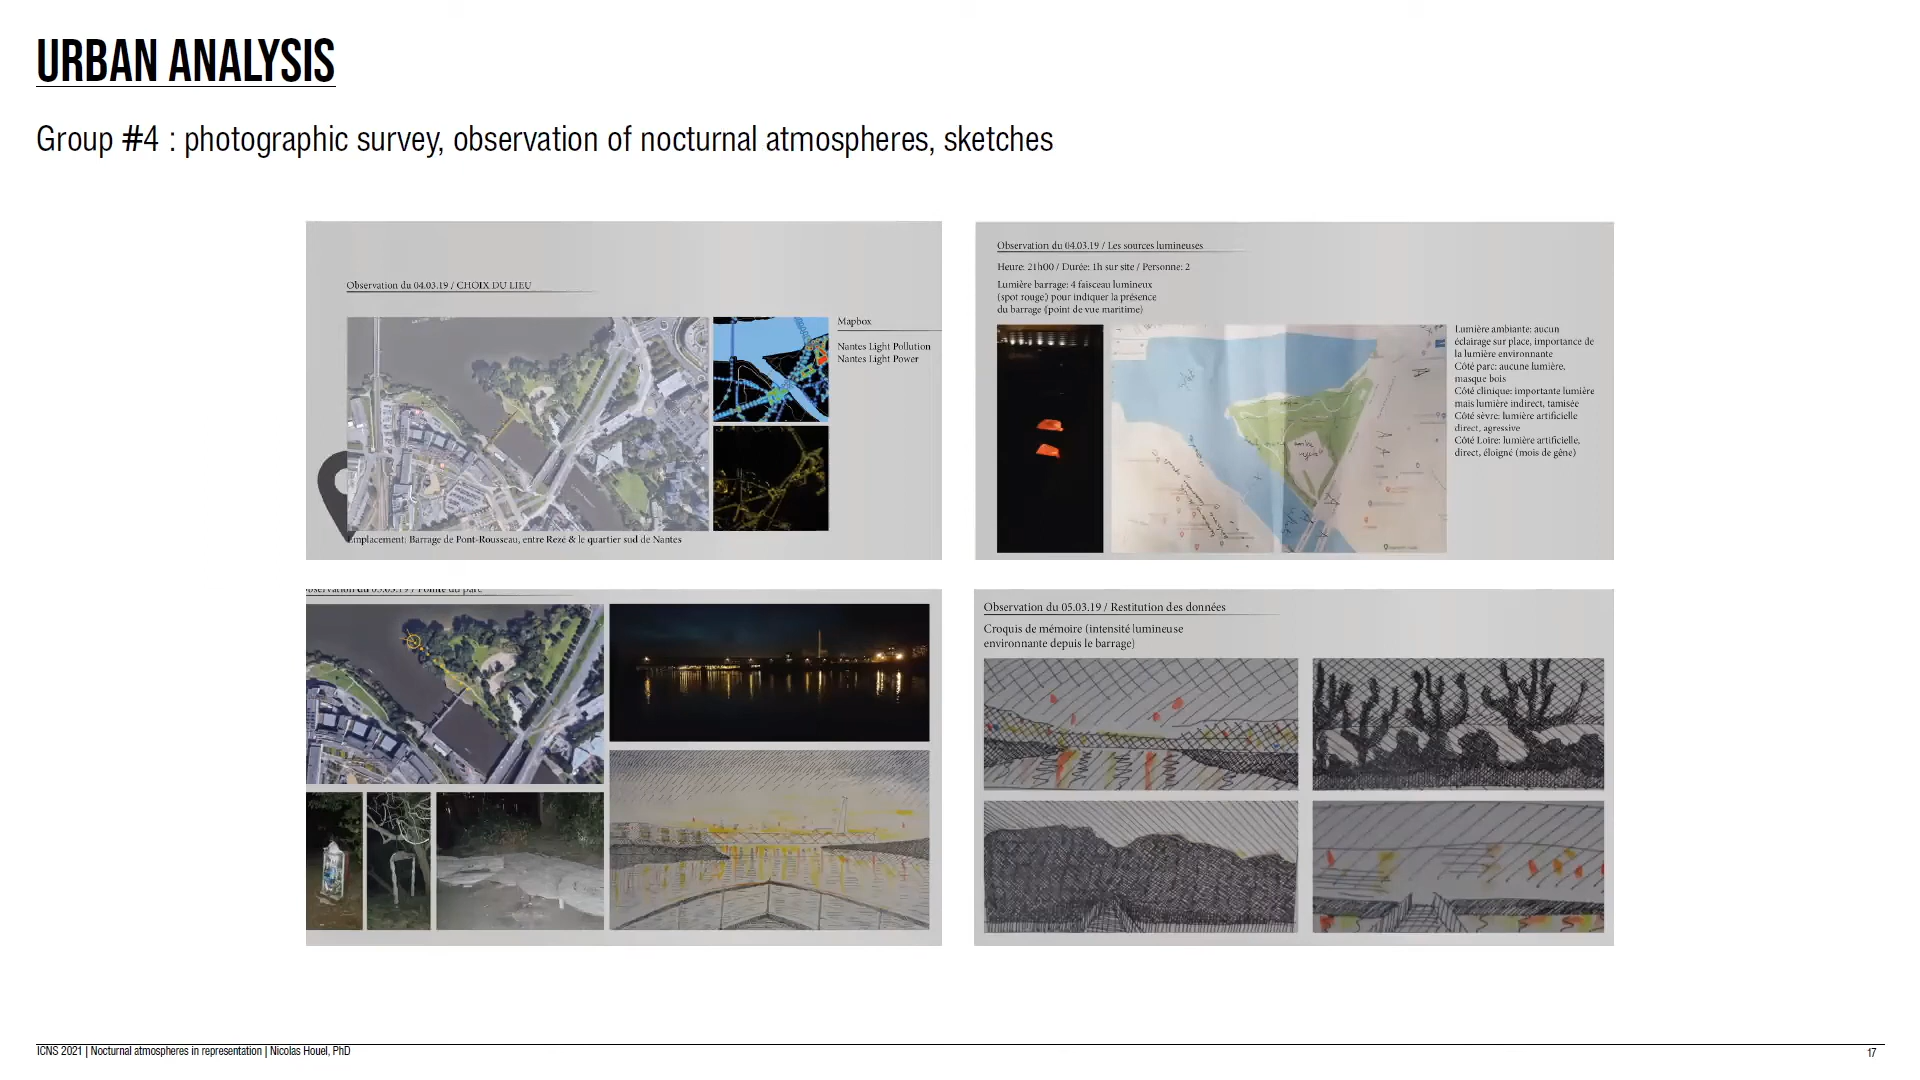 URBAN ANALYSIS
Group #4 : photographic survey, observation of nocturnal atmospheres, sketches
Observation du 04.03.19 / CHOIX DU LIEU
Mapbox
Nantes Light Pollution
Nantes Light Power
Emplacement: Barrage de Pont-Rousseau, entre Rezé & le quartier sud de Nantes
Observation du 04.03.19 / Les sources lumineuses
Heure: 21h00 / Durée: 1h sur site / Personne: 2
Lumière barrage: 4 faisceau lumineux
(spot rouge) pour indiquer la présence
du barrage (point de vue maritime)
Lumière ambiante: aucun
éclairage sur place, importance de
la lumière environnante
Côté parc: aucune lumière,
masque bois
Côté clinique: importante lumière
mais lumière indirect, tamisée
Côté sèvre: lumière artificielle
direct, agressive
Côté Loire: lumière artificielle,
direct, éloigné (mois de gêne)
Observation du 05.03.19 / Pointe du parc
Observation du 05.03.19 / Restitution des données
Croquis de mémoire (intensité lumineuse
environnante depuis le barrage)
ICNS 2021 | Nocturnal atmospheres in representation | Nicolas Houel, PhD
17